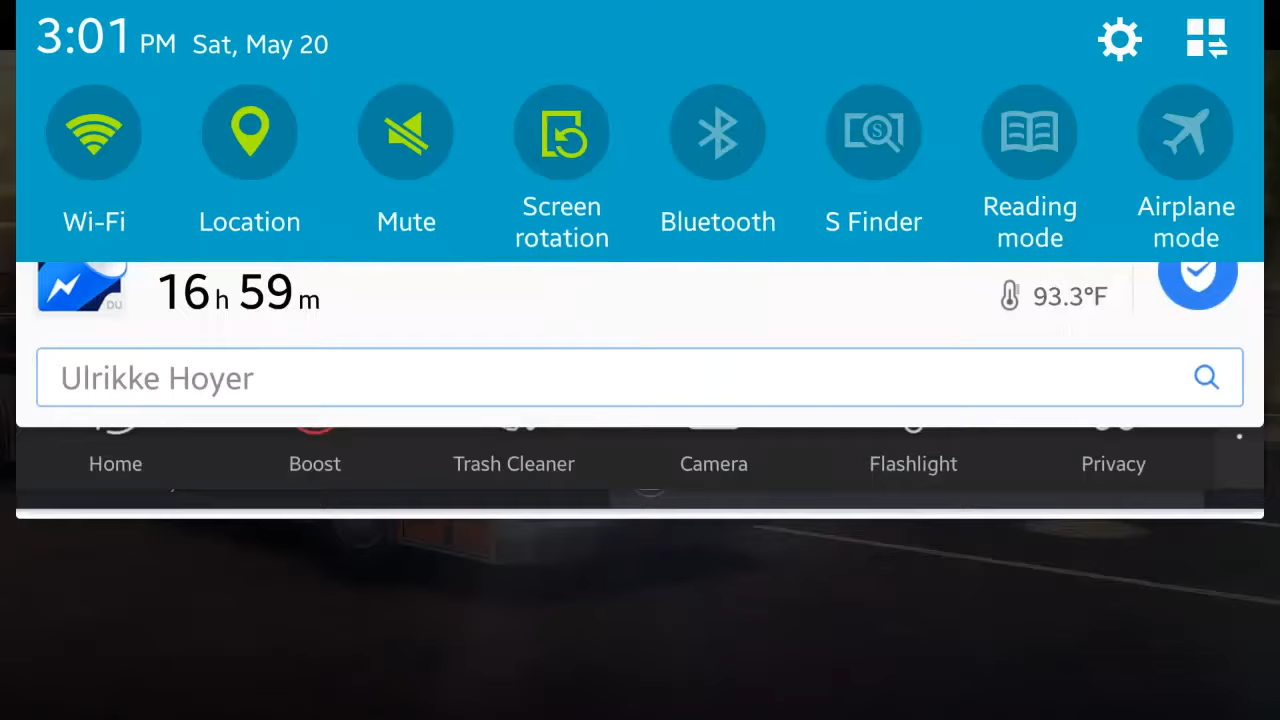 3:01 PM Sat, May 20
Wi-Fi
Location
Mute
Screen
rotation
Bluetooth
S Finder
Reading
mode
Airplane
mode
DU
16 h 59 m
93.3°F
Ulrikke Hoyer
Home
Boost
Trash Cleaner
Camera
Flashlight
Privacy